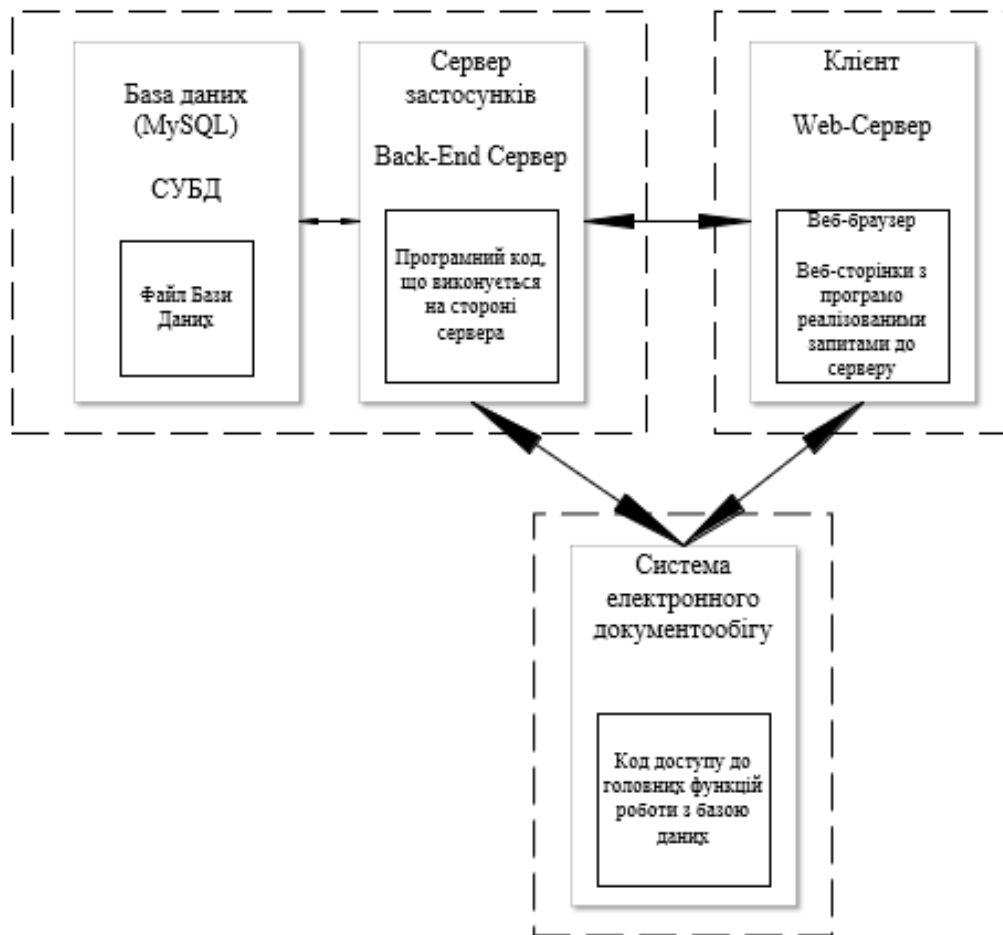 База даних
(MySQL)
СУБД
Файл Бази
Даних
Сервер
застосунків
Back-End Сервер
Програмний код,
що виконується
на стороні
сервера
Клієнт
Web-Сервер
Веб-браузер
Веб-сторінки з
програмо
реалізованими
запитами до
серверу
Система
електронного
документообігу
Код доступу до
головних функцій
роботи з базою
даних